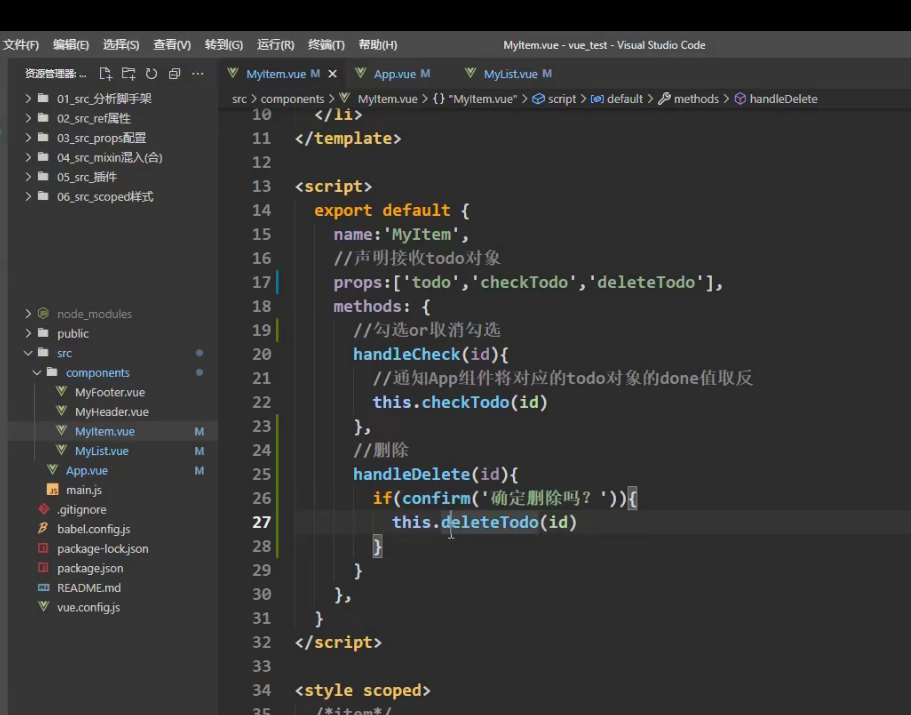 文件(F) 编辑(E) 选择(S) 查看(V) 转到(G) 运行(R) 终端(T) 帮助(H) MyItem.vue - vue_test - Visual Studio Code
资源管理器: ... MyItem.vue M App.vue M MyList.vue M
src > components > MyItem.vue > {} "MyItem.vue" > script > default > methods > handleDelete
01_src_分析脚手架
02_src_ref属性
03_src_props配置
04_src_mixin混入(合)
05_src_插件
06_src_scoped样式
node_modules
public
src
components
MyFooter.vue
MyHeader.vue
MyItem.vue M
MyList.vue M
App.vue M
main.js
.gitignore
babel.config.js
package-lock.json
package.json
README.md
vue.config.js
10 </li>
11 </template>
12
13 <script>
14 export default {
15 name:'MyItem',
16 //声明接收todo对象
17 props:['todo','checkTodo','deleteTodo'],
18 methods: {
19 //勾选or取消勾选
20 handleCheck(id){
21 //通知App组件将对应的todo对象的done值取反
22 this.checkTodo(id)
23 },
24 //删除
25 handleDelete(id){
26 if(confirm('确定删除吗？')){
27 this.deleteTodo(id)
28 }
29 }
30 },
31 }
32 </script>
33
34 <style scoped>
35 /*item*/